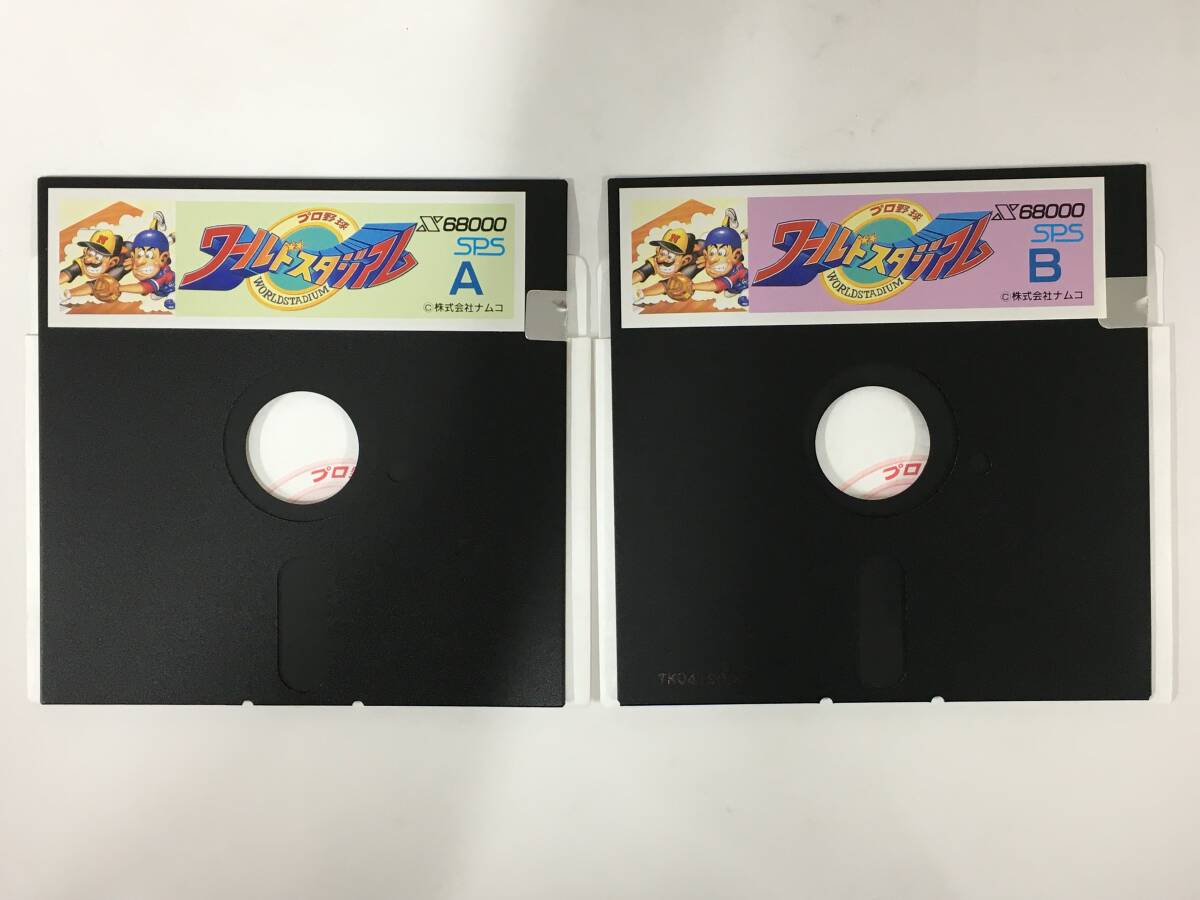 プロ野球
ワールドスタジアム
WORLDSTADIUM
X68000
SPS
A
©株式会社ナムコ
N
プロ
プロ野球
ワールドスタジアム
WORLDSTADIUM
X68000
SPS
B
©株式会社ナムコ
N
プロ